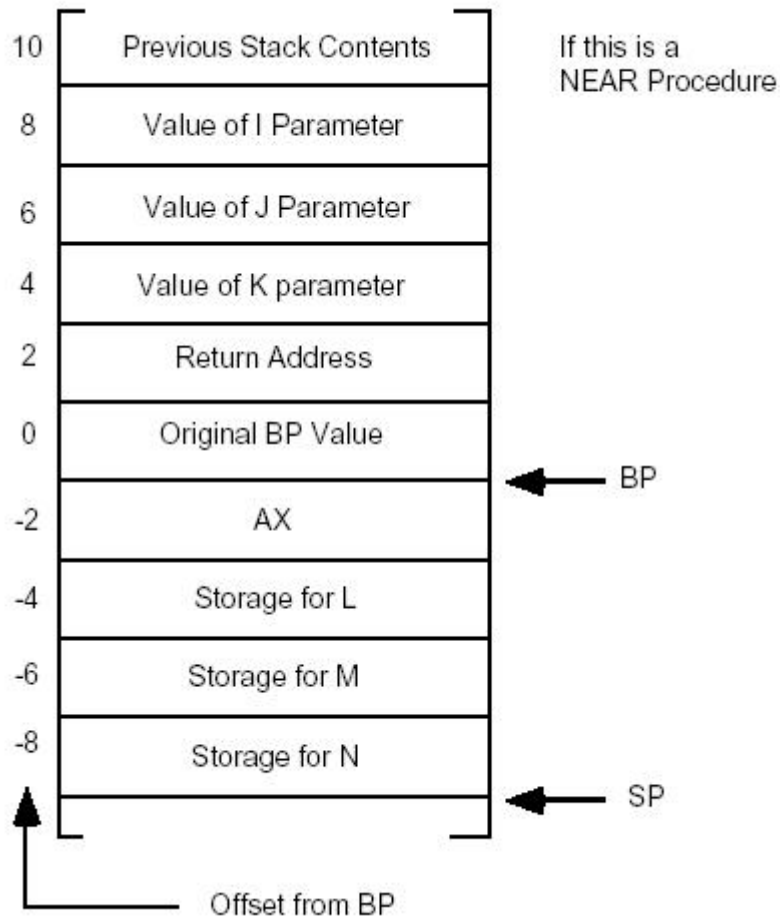 10 Previous Stack Contents
If this is a
NEAR Procedure
8 Value of I Parameter
6 Value of J Parameter
4 Value of K parameter
2 Return Address
0 Original BP Value
BP
-2 AX
-4 Storage for L
-6 Storage for M
-8 Storage for N
SP
Offset from BP